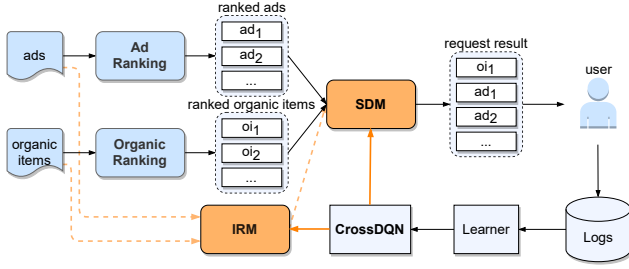 ranked ads
ads
Ad
Ranking
ad1
ad2
...
request result
oi1
ad1
ad2
...
user
SDM
ranked organic items
organic
items
Organic
Ranking
oi1
oi2
...
IRM
CrossDQN
Learner
Logs